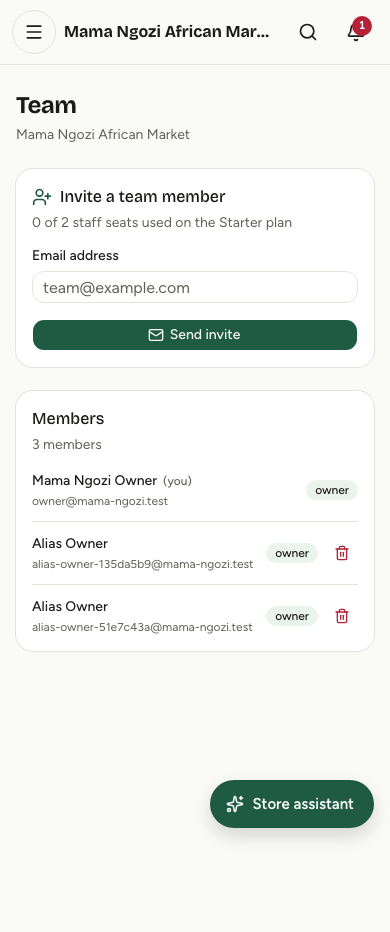 Mama Ngozi African Mar...
1
Team
Mama Ngozi African Market
Invite a team member
0 of 2 staff seats used on the Starter plan
Email address
team@example.com
Send invite
Members
3 members
Mama Ngozi Owner (you)
owner@mama-ngozi.test
owner
Alias Owner
alias-owner-135da5b9@mama-ngozi.test
owner
Alias Owner
alias-owner-51e7c43a@mama-ngozi.test
owner
Store assistant